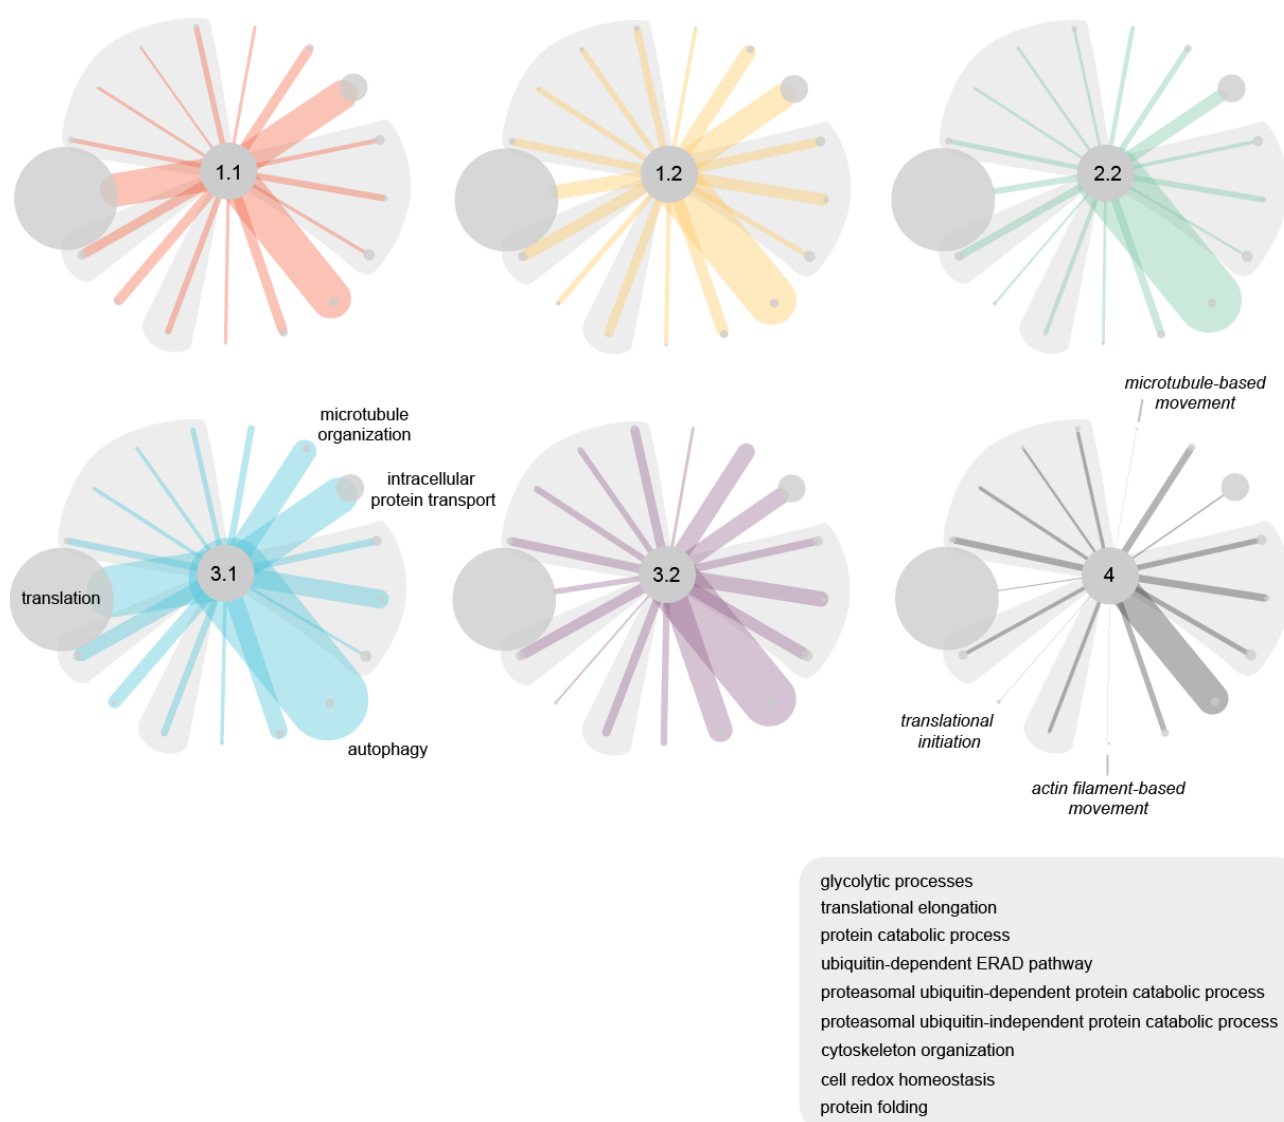 1.1
1.2
2.2
microtubule-based
movement
microtubule
organization
intracellular
protein transport
3.1
3.2
4
translation
translational
initiation
autophagy
actin filament-based
movement
glycolytic processes
translational elongation
protein catabolic process
ubiquitin-dependent ERAD pathway
proteasomal ubiquitin-dependent protein catabolic process
proteasomal ubiquitin-independent protein catabolic process
cytoskeleton organization
cell redox homeostasis
protein folding